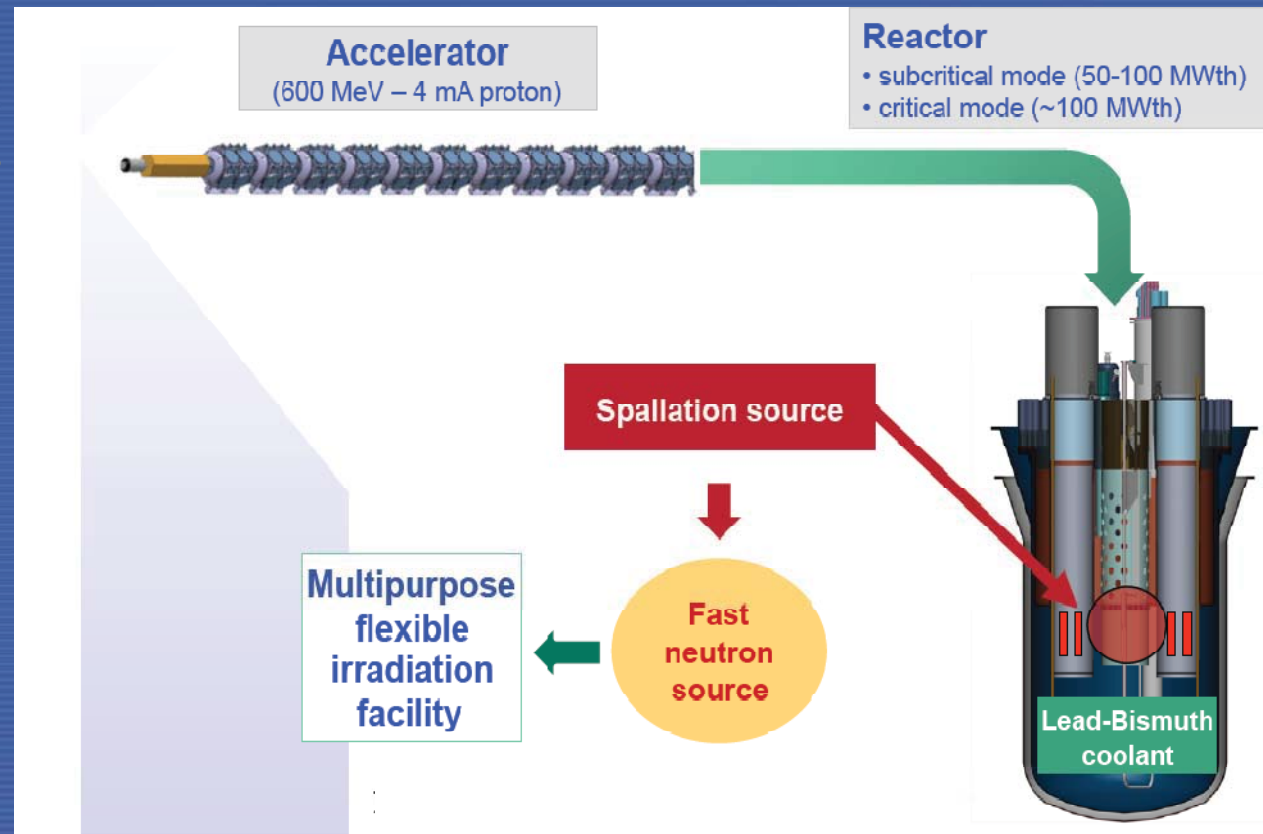 Accelerator
(600 MeV – 4 mA proton)
Reactor
• subcritical mode (50-100 MWth)
• critical mode (~100 MWth)
Spallation source
Multipurpose
flexible
irradiation
facility
Fast
neutron
source
Lead-Bismuth
coolant
: